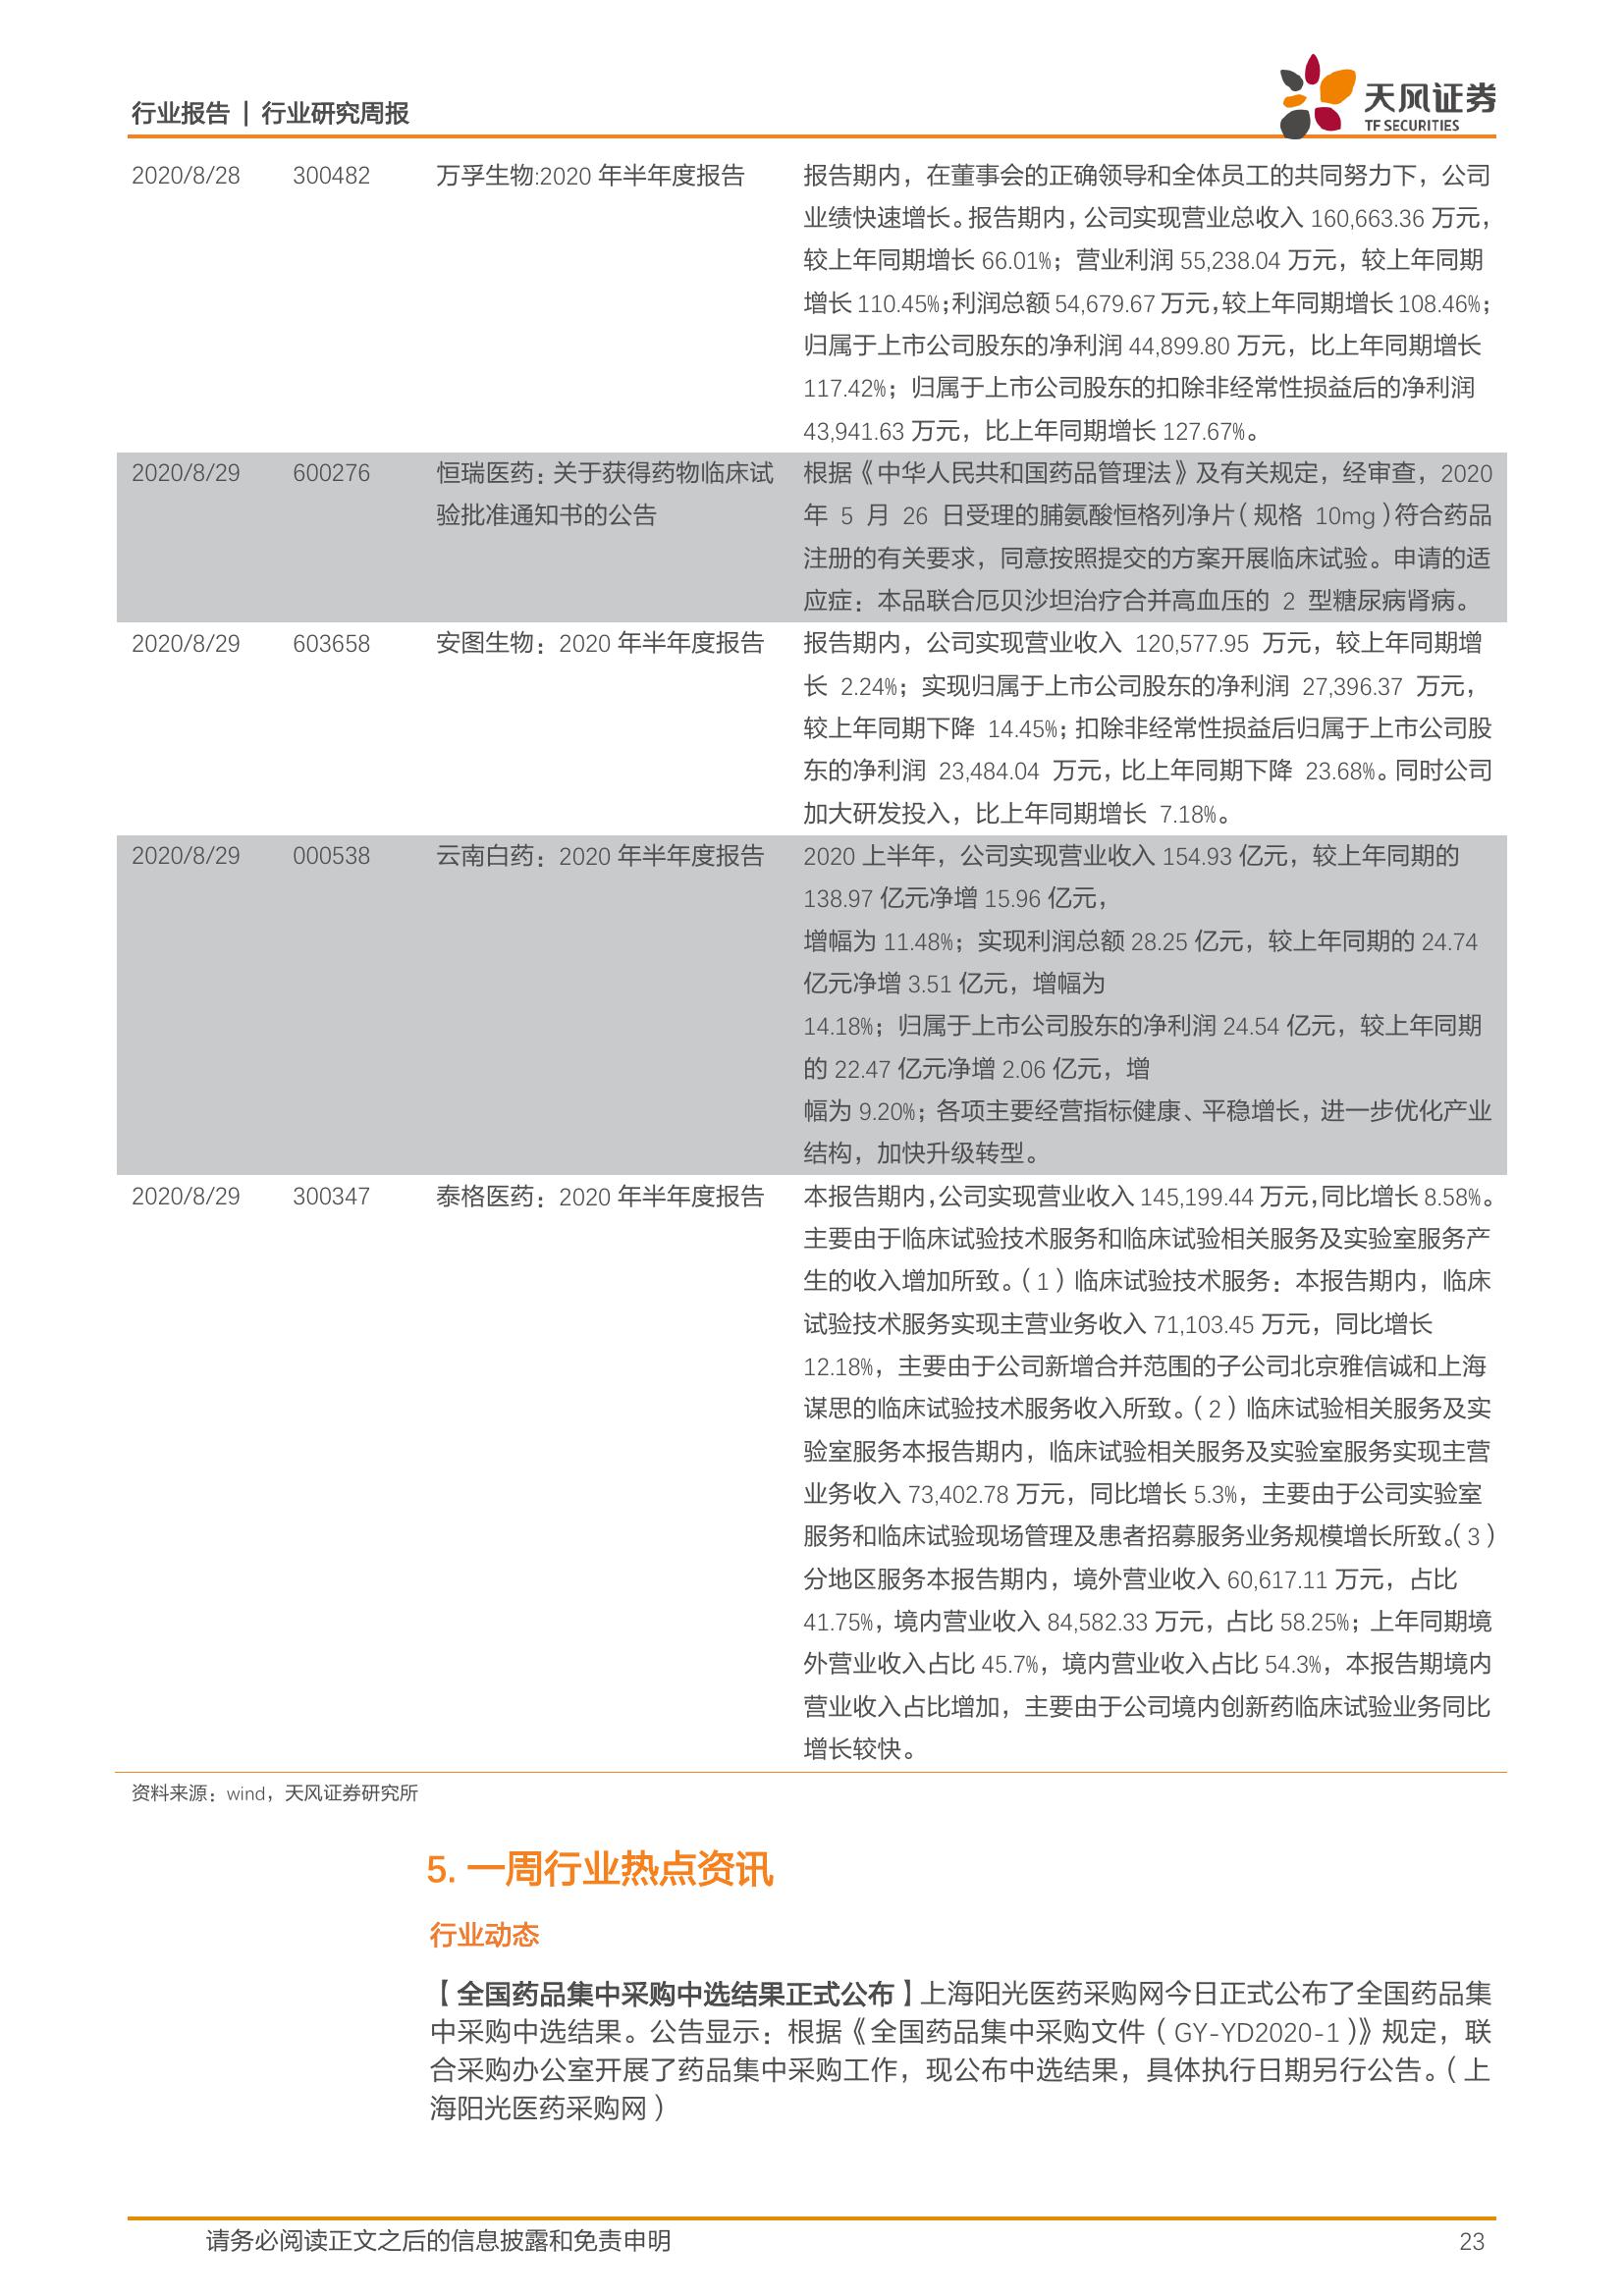 行业报告 | 行业研究周报
天风证券
TF SECURITIES
2020/8/28 300482 万孚生物:2020 年半年度报告 报告期内，在董事会的正确领导和全体员工的共同努力下，公司
业绩快速增长。报告期内，公司实现营业总收入 160,663.36 万元，
较上年同期增长 66.01%；营业利润 55,238.04 万元，较上年同期
增长 110.45%；利润总额 54,679.67 万元，较上年同期增长 108.46%；
归属于上市公司股东的净利润 44,899.80 万元，比上年同期增长
117.42%；归属于上市公司股东的扣除非经常性损益后的净利润
43,941.63 万元，比上年同期增长 127.67%。
2020/8/29 600276 恒瑞医药：关于获得药物临床试 根据《中华人民共和国药品管理法》及有关规定，经审查，2020
验批准通知书的公告 年 5 月 26 日受理的脯氨酸恒格列净片（规格 10mg）符合药品
注册的有关要求，同意按照提交的方案开展临床试验。申请的适
应症：本品联合厄贝沙坦治疗合并高血压的 2 型糖尿病肾病。
2020/8/29 603658 安图生物：2020 年半年度报告 报告期内，公司实现营业收入 120,577.95 万元，较上年同期增
长 2.24%；实现归属于上市公司股东的净利润 27,396.37 万元，
较上年同期下降 14.45%；扣除非经常性损益后归属于上市公司股
东的净利润 23,484.04 万元，比上年同期下降 23.68%。同时公司
加大研发投入，比上年同期增长 7.18%。
2020/8/29 000538 云南白药：2020 年半年度报告 2020 上半年，公司实现营业收入 154.93 亿元，较上年同期的
138.97 亿元净增 15.96 亿元，
增幅为 11.48%；实现利润总额 28.25 亿元，较上年同期的 24.74
亿元净增 3.51 亿元，增幅为
14.18%；归属于上市公司股东的净利润 24.54 亿元，较上年同期
的 22.47 亿元净增 2.06 亿元，增
幅为 9.20%；各项主要经营指标健康、平稳增长，进一步优化产业
结构，加快升级转型。
2020/8/29 300347 泰格医药：2020 年半年度报告 本报告期内，公司实现营业收入 145,199.44 万元，同比增长 8.58%。
主要由于临床试验技术服务和临床试验相关服务及实验室服务产
生的收入增加所致。（1）临床试验技术服务：本报告期内，临床
试验技术服务实现主营业务收入 71,103.45 万元，同比增长
12.18%，主要由于公司新增合并范围的子公司北京雅信诚和上海
谋思的临床试验技术服务收入所致。（2）临床试验相关服务及实
验室服务本报告期内，临床试验相关服务及实验室服务实现主营
业务收入 73,402.78 万元，同比增长 5.3%，主要由于公司实验室
服务和临床试验现场管理及患者招募服务业务规模增长所致。（3）
分地区服务本报告期内，境外营业收入 60,617.11 万元，占比
41.75%，境内营业收入 84,582.33 万元，占比 58.25%；上年同期境
外营业收入占比 45.7%，境内营业收入占比 54.3%，本报告期境内
营业收入占比增加，主要由于公司境内创新药临床试验业务同比
增长较快。
资料来源：wind，天风证券研究所
5. 一周行业热点资讯
行业动态
【全国药品集中采购中选结果正式公布】上海阳光医药采购网今日正式公布了全国药品集
中采购中选结果。公告显示：根据《全国药品集中采购文件（GY-YD2020-1）》规定，联
合采购办公室开展了药品集中采购工作，现公布中选结果，具体执行日期另行公告。（上
海阳光医药采购网）
请务必阅读正文之后的信息披露和免责申明 23